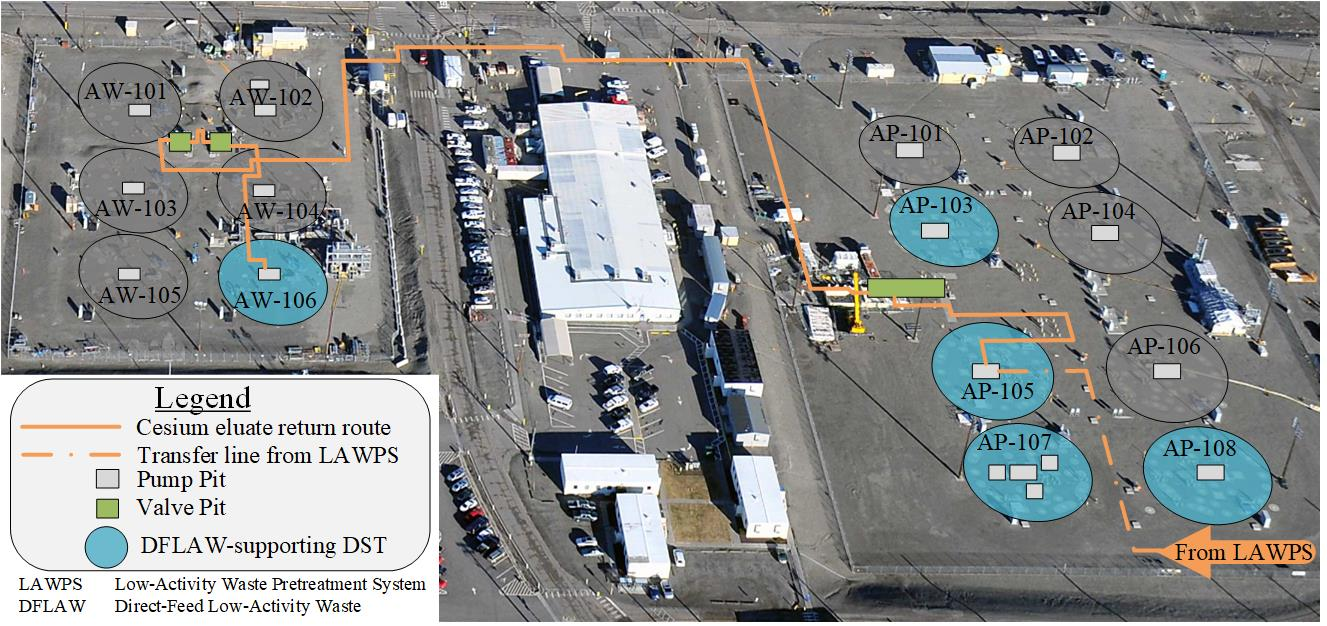 AW-101
AW-102
AW-103
AW-104
AW-105
AW-106
AP-101
AP-102
AP-103
AP-104
AP-105
AP-106
AP-107
AP-108
From LAWPS
Legend
Cesium eluate return route
Transfer line from LAWPS
Pump Pit
Valve Pit
DFLAW-supporting DST
LAWPS Low-Activity Waste Pretreatment System
DFLAW Direct-Feed Low-Activity Waste